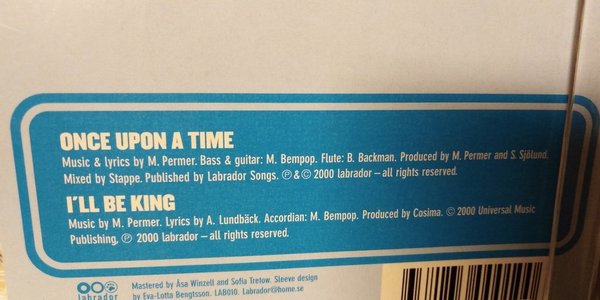 ONCE UPON A TIME
Music & lyrics by M. Permer. Bass & guitar: M. Bempop. Flute: B. Backman. Produced by M. Permer and S. Sjölund.
Mixed by Stappe. Published by Labrador Songs. ℗&© 2000 labrador – all rights reserved.
I'LL BE KING
Music by M. Permer. Lyrics by A. Lundbäck. Accordian: M. Bempop. Produced by Cosima. © 2000 Universal Music
Publishing, ℗ 2000 labrador – all rights reserved.
labrador
Mastered by Åsa Winzell and Sofia Tretow. Sleeve design
by Eva-Lotta Bengtsson. LAB010. Labrador@home.se